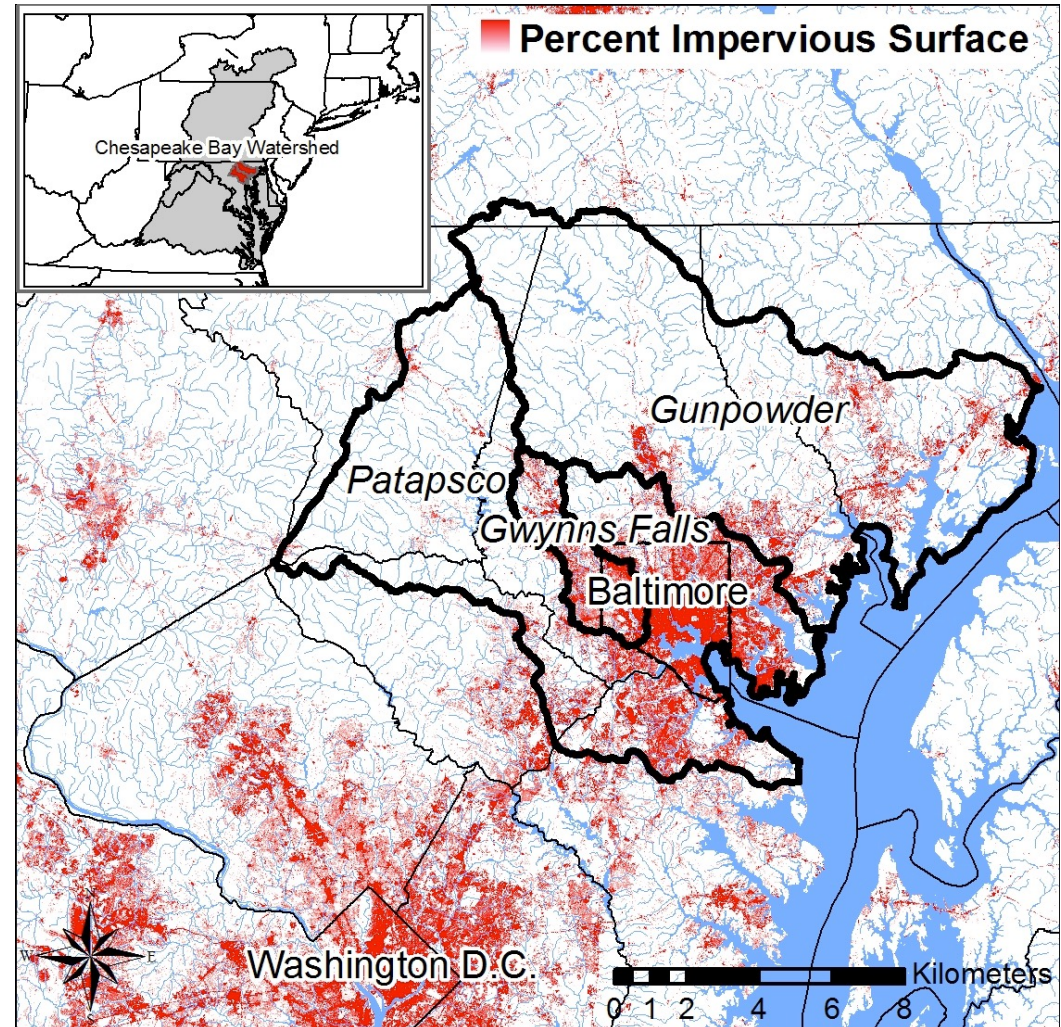 Percent Impervious Surface
Chesapeake Bay Watershed
Gunpowder
Patapsco
Gwynns Falls
Baltimore
N
W E
S
Washington D.C.
Kilometers
0 1 2 4 6 8